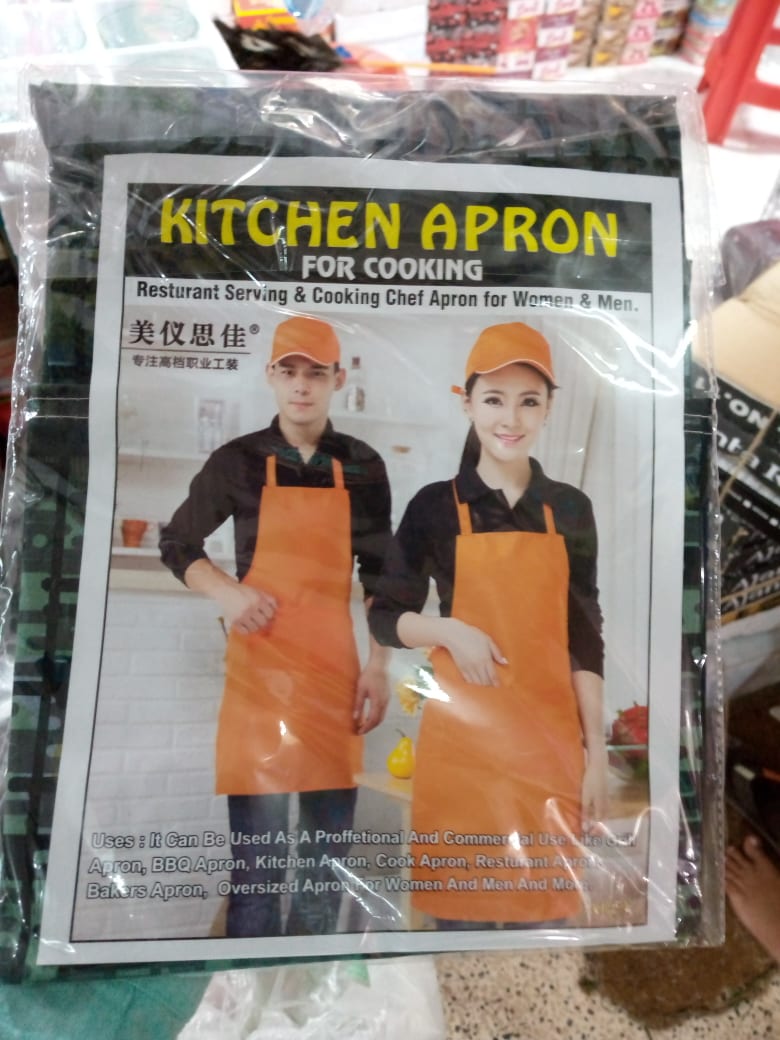 KITCHEN APRON
FOR COOKING
Resturant Serving & Cooking Chef Apron for Women & Men.
美仪思佳®
专注高档职业工装
Uses : It Can Be Used As A Proffetional And Commercial Use Like
Apron, BBQ Apron, Kitchen Apron, Cook Apron, Resturant Apron,
Bakers Apron, Oversized Apron For Women And Men And More.